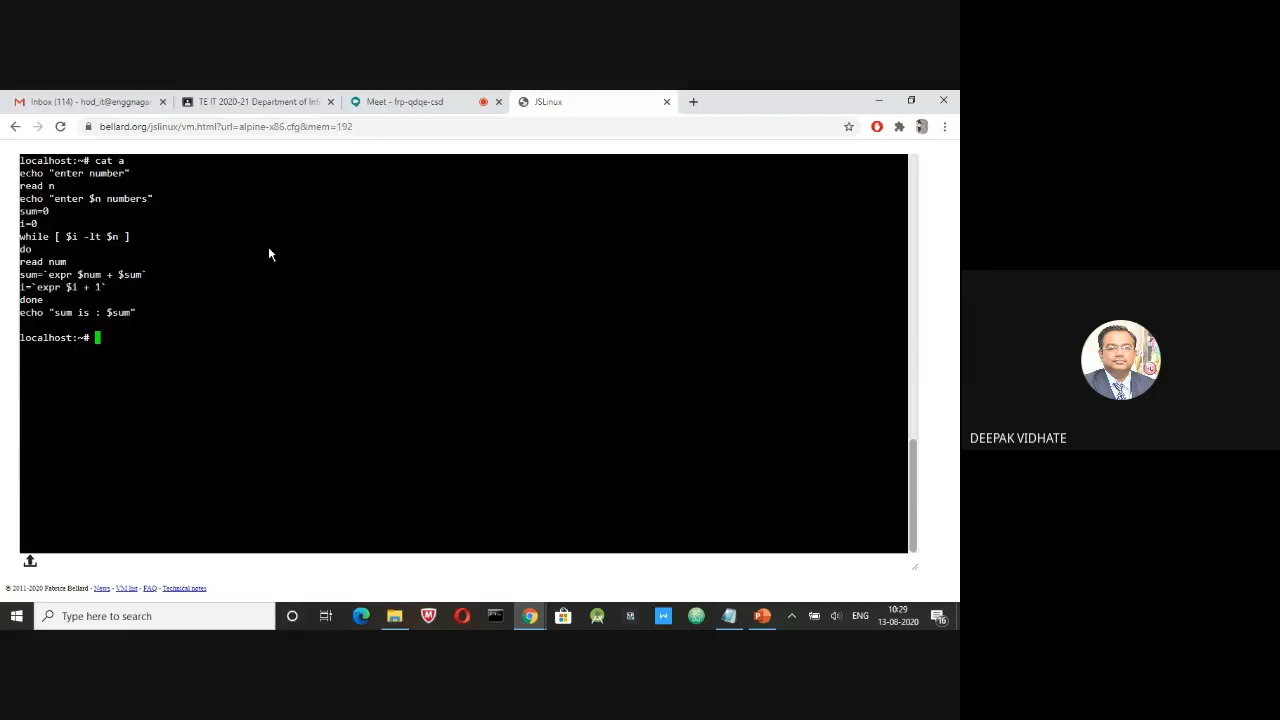 Inbox (114) - hod_it@enggnagar
TE IT 2020-21 Department of Inf
Meet - frp-qdqe-csd
JSLinux
bellard.org/jslinux/vm.html?url=alpine-x86.cfg&mem=192
localhost:~# cat a
echo "enter number"
read n
echo "enter $n numbers"
sum=0
i=0
while [ $i -lt $n ]
do
read num
sum=`expr $num + $sum`
i=`expr $i + 1`
done
echo "sum is : $sum"
localhost:~#
DEEPAK VIDHATE
© 2011-2020 Fabrice Bellard - News - VM list - FAQ - Technical notes
Type here to search
ENG
10:29
13-08-2020
16